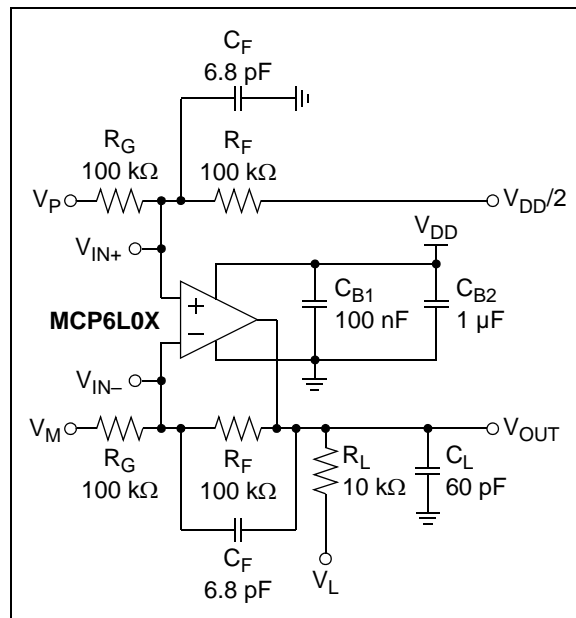 C_F
6.8 pF
R_G
100 kΩ
R_F
100 kΩ
V_P
V_DD/2
V_IN+
V_DD
MCP6L0X
+
−
C_B1
100 nF
C_B2
1 µF
V_IN–
V_M
R_G
100 kΩ
R_F
100 kΩ
V_OUT
R_L
10 kΩ
C_L
60 pF
C_F
6.8 pF
V_L